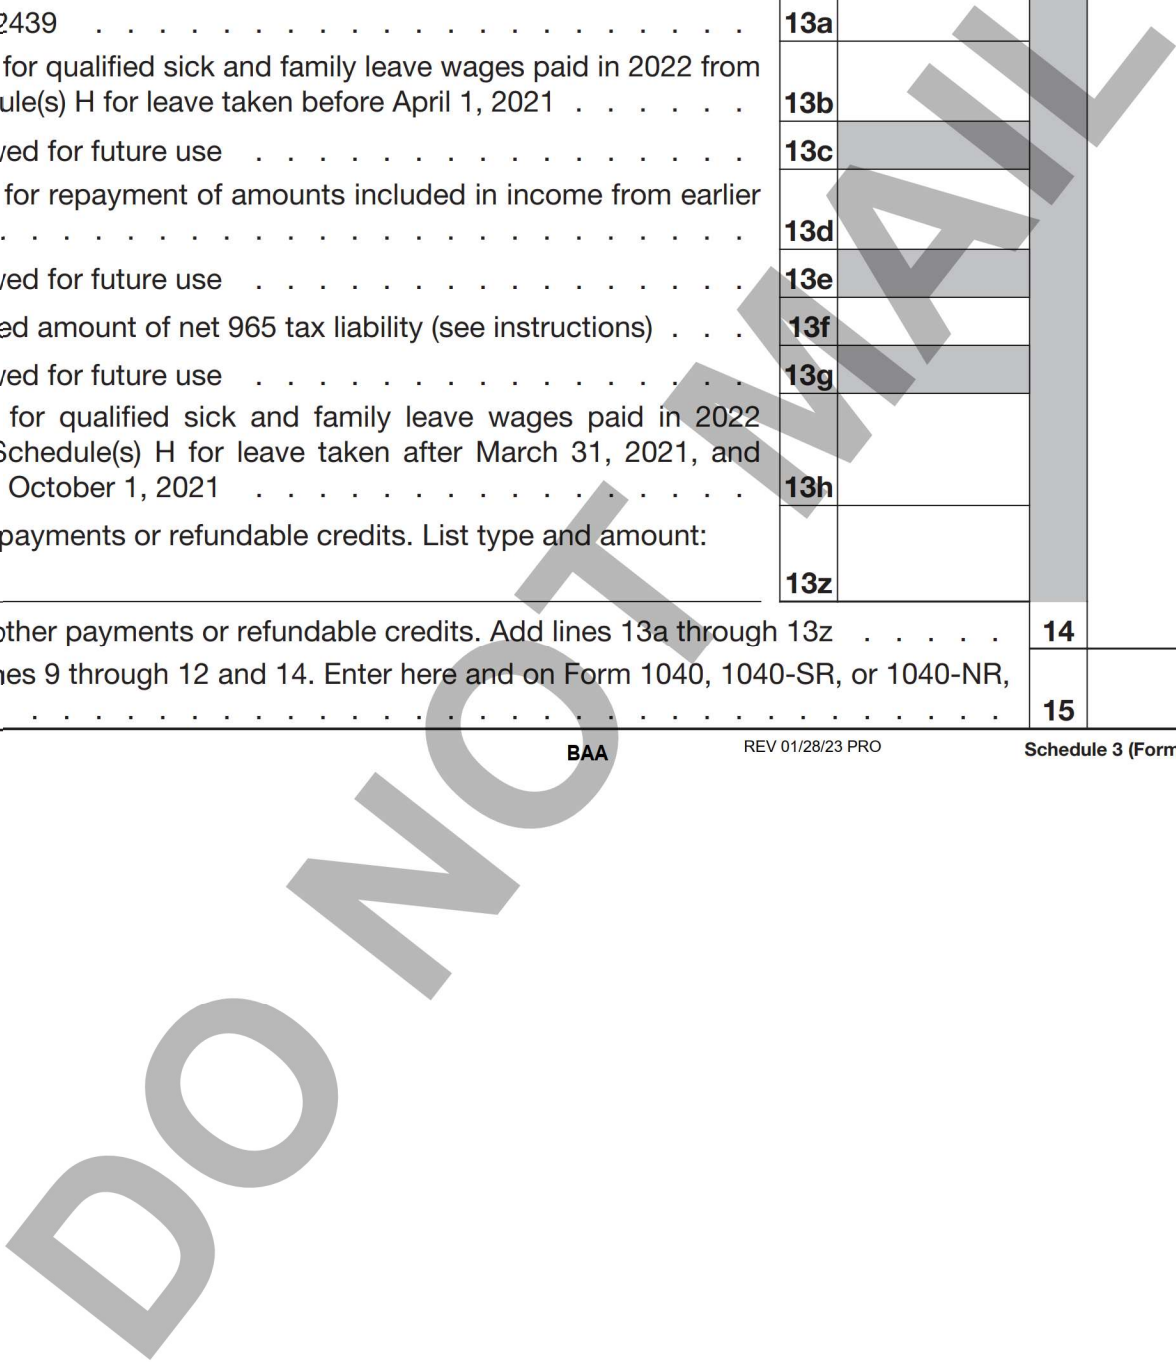 2439 . . . . . . . . . . . . . . . . . . . . . 13a
for qualified sick and family leave wages paid in 2022 from
ule(s) H for leave taken before April 1, 2021 . . . . . . 13b
ved for future use . . . . . . . . . . . . . . . . 13c
for repayment of amounts included in income from earlier
. . . . . . . . . . . . . . . . . . . . . . . . 13d
ved for future use . . . . . . . . . . . . . . . . 13e
ed amount of net 965 tax liability (see instructions) . . . 13f
ved for future use . . . . . . . . . . . . . . . . 13g
for qualified sick and family leave wages paid in 2022
Schedule(s) H for leave taken after March 31, 2021, and
October 1, 2021 . . . . . . . . . . . . . . . . 13h
payments or refundable credits. List type and amount:
13z
other payments or refundable credits. Add lines 13a through 13z . . . . . 14
nes 9 through 12 and 14. Enter here and on Form 1040, 1040-SR, or 1040-NR,
. . . . . . . . . . . . . . . . . . . . . . . . . . . . . . . 15
BAA REV 01/28/23 PRO Schedule 3 (Form
DO NOT MAIL